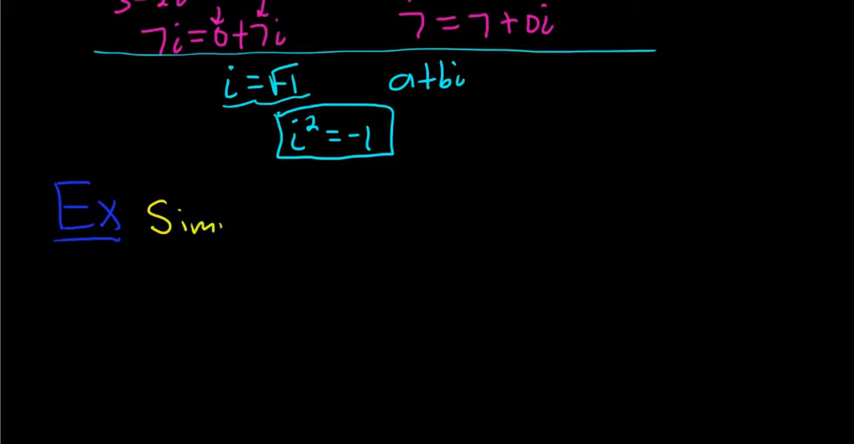 7i = 0 + 7i
7 = 7 + 0i
i = √-1
a+bi
i² = -1
Ex Sim